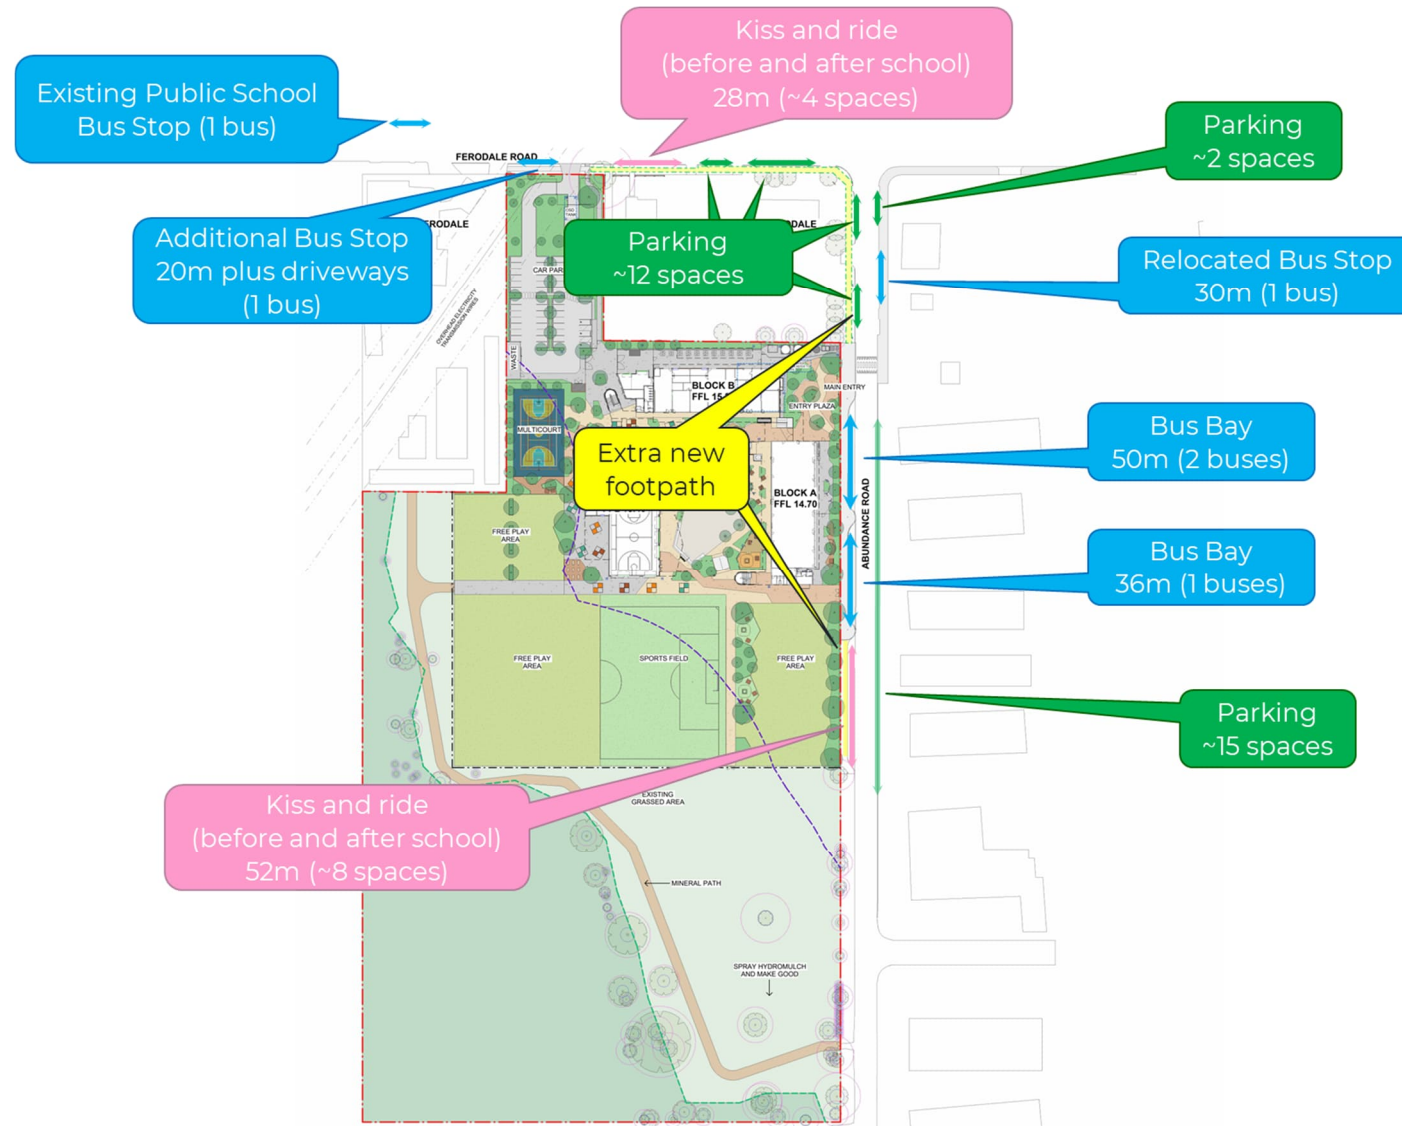 Kiss and ride
(before and after school)
28m (~4 spaces)
Existing Public School
Bus Stop (1 bus)
Parking
~2 spaces
FERODALE ROAD
Additional Bus Stop
20m plus driveways
(1 bus)
Parking
~12 spaces
Relocated Bus Stop
30m (1 bus)
OVERHEAD ELECTRICITY
TRANSMISSION WIRES
WASTE
BLOCK B
MAIN ENTRY
ENTRY PLAZA
MULTICOURT
Extra new
footpath
Bus Bay
50m (2 buses)
BLOCK A
FFL 14.70
ABUNDANCE ROAD
FREE PLAY
AREA
Bus Bay
36m (1 buses)
FREE PLAY
AREA
SPORTS FIELD
FREE PLAY
AREA
Parking
~15 spaces
Kiss and ride
(before and after school)
52m (~8 spaces)
EXISTING
GRASSED AREA
MINERAL PATH
SPRAY HYDROMULCH
AND MAKE GOOD